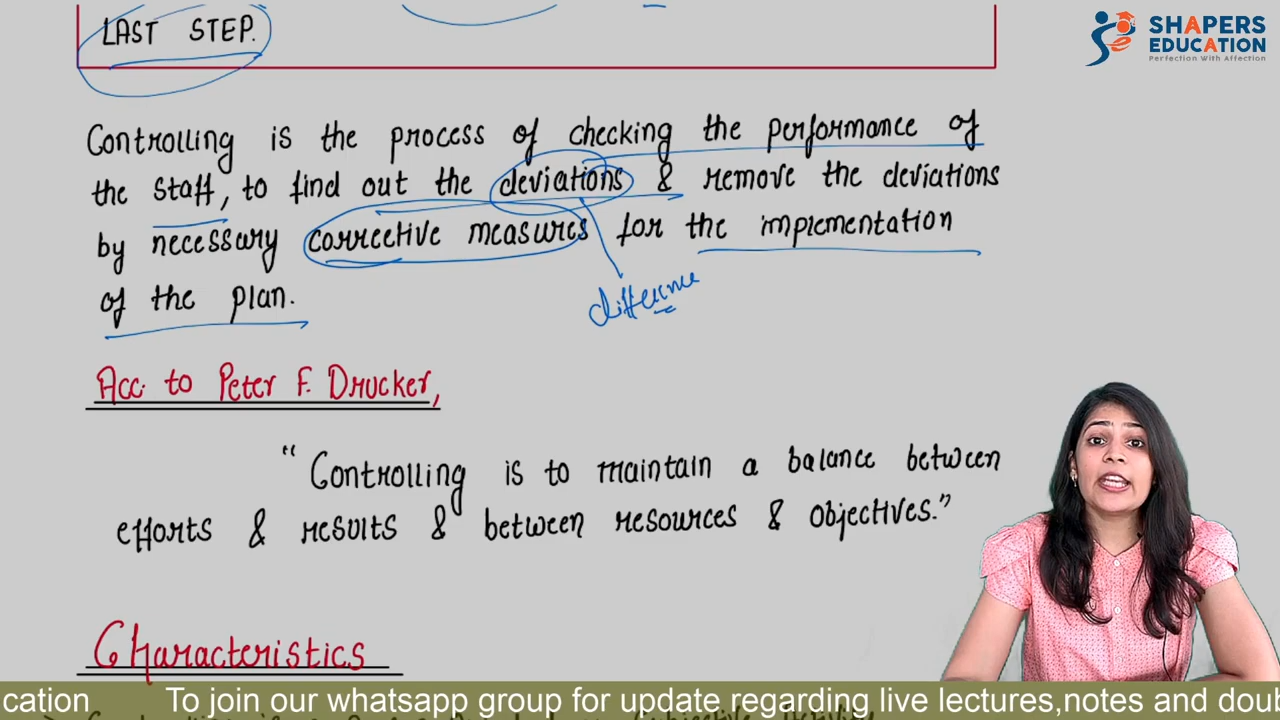 LAST STEP.
SHAPERS
EDUCATION
Perfection With Affection
Controlling is the process of checking the performance of
the staff, to find out the deviations & remove the deviations
by necessary corrective measures for the implementation
of the plan.
difference
Acc. to Peter F. Drucker,
"Controlling is to maintain a balance between
efforts & results & between resources & objectives."
Characteristics
cation To join our whatsapp group for update regarding live lectures,notes and doub